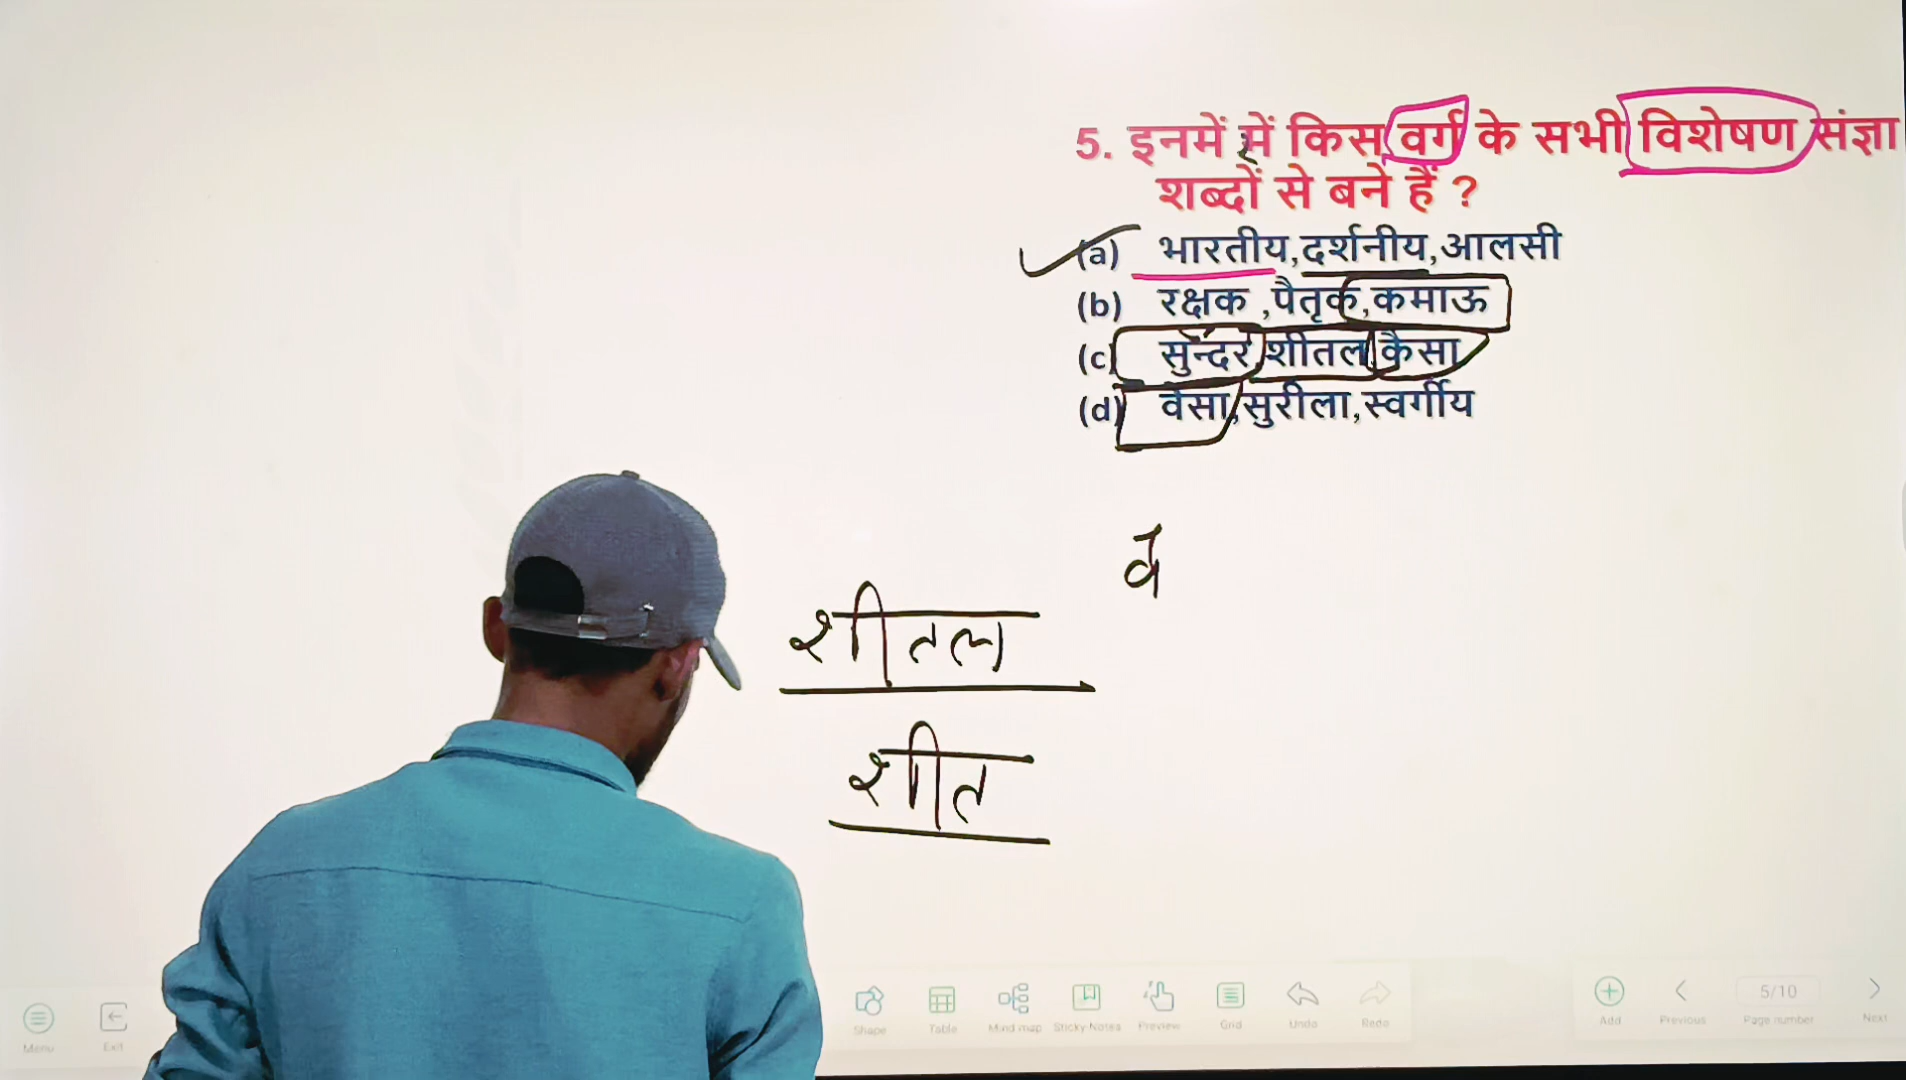 5. इनमें में किस वर्ग के सभी विशेषण संज्ञा
शब्दों से बने हैं ?
(a) भारतीय,दर्शनीय,आलसी
(b) रक्षक ,पैतृक,कमाऊ
(c) सुन्दर,शीतल,कैसा
(d) वैसा,सुरीला,स्वर्गीय
वे
शीतल
शीत
Menu
Exit
Shape
Table
Mind map
Sticky Notes
Preview
Grid
Undo
Redo
Add
Previous
5/10
Page number
Next